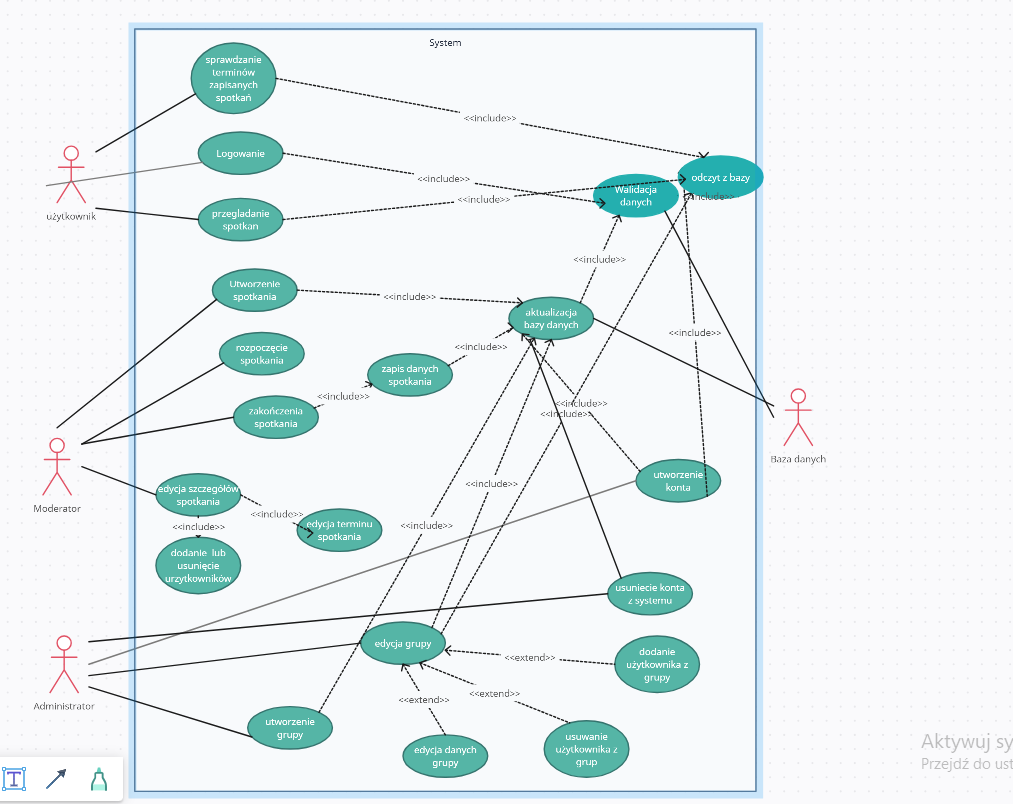 System
sprawdzanie
terminów
zapisanych
spotkań
<<include>>
Logowanie
<<include>>
odczyt z bazy
Walidacja
danych
<<include>>
użytkownik
przegladanie
spotkan
<<include>>
<<include>>
Utworzenie
spotkania
<<include>>
aktualizacja
bazy danych
<<include>>
rozpoczęcie
spotkania
<<include>>
zapis danych
spotkania
<<include>>
zakończenia
spotkania
<<include>>
<<include>>
Baza danych
utworzenie
konta
Moderator
edycja szczegółów
spotkania
<<include>>
<<include>>
<<include>>
edycja terminu
spotkania
<<include>>
dodanie lub
usunięcie
urzytkowników
usuniecie konta
z systemu
Administrator
edycja grupy
<<extend>>
dodanie
użytkownika z
grupy
<<extend>>
<<extend>>
utworzenie
grupy
edycja danych
grupy
usuwanie
użytkownika z
grup
Aktywuj sy
Przejdź do ust
T